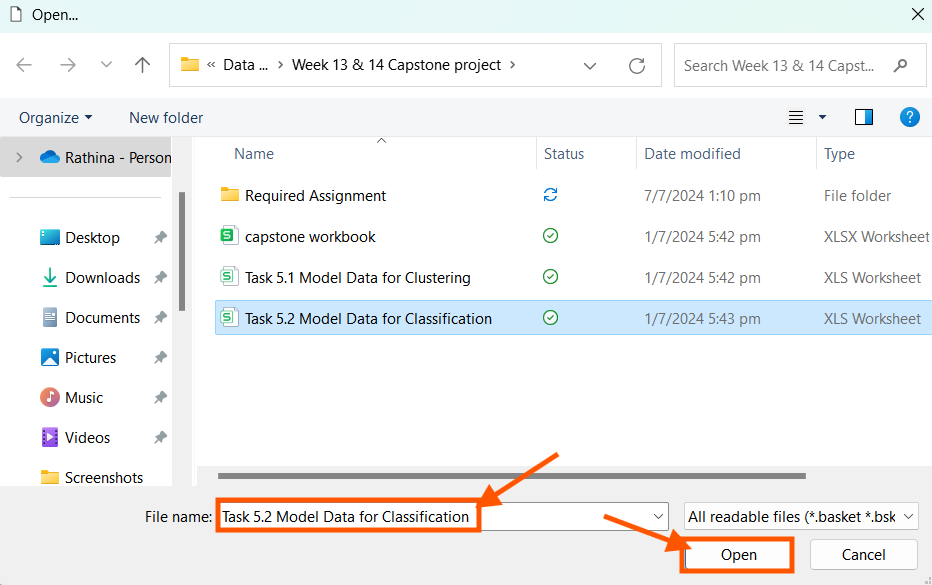 Open...
« Data ... › Week 13 & 14 Capstone project ›
Search Week 13 & 14 Capst...
Organize
New folder
?
Name Status Date modified Type
Rathina - Person
Desktop
Downloads
Documents
Pictures
Music
Videos
Screenshots
Required Assignment 7/7/2024 1:10 pm File folder
S capstone workbook 1/7/2024 5:42 pm XLSX Worksheet
S Task 5.1 Model Data for Clustering 1/7/2024 5:42 pm XLS Worksheet
S Task 5.2 Model Data for Classification 1/7/2024 5:43 pm XLS Worksheet
File name: Task 5.2 Model Data for Classification
All readable files (*.basket *.bsk
Open
Cancel